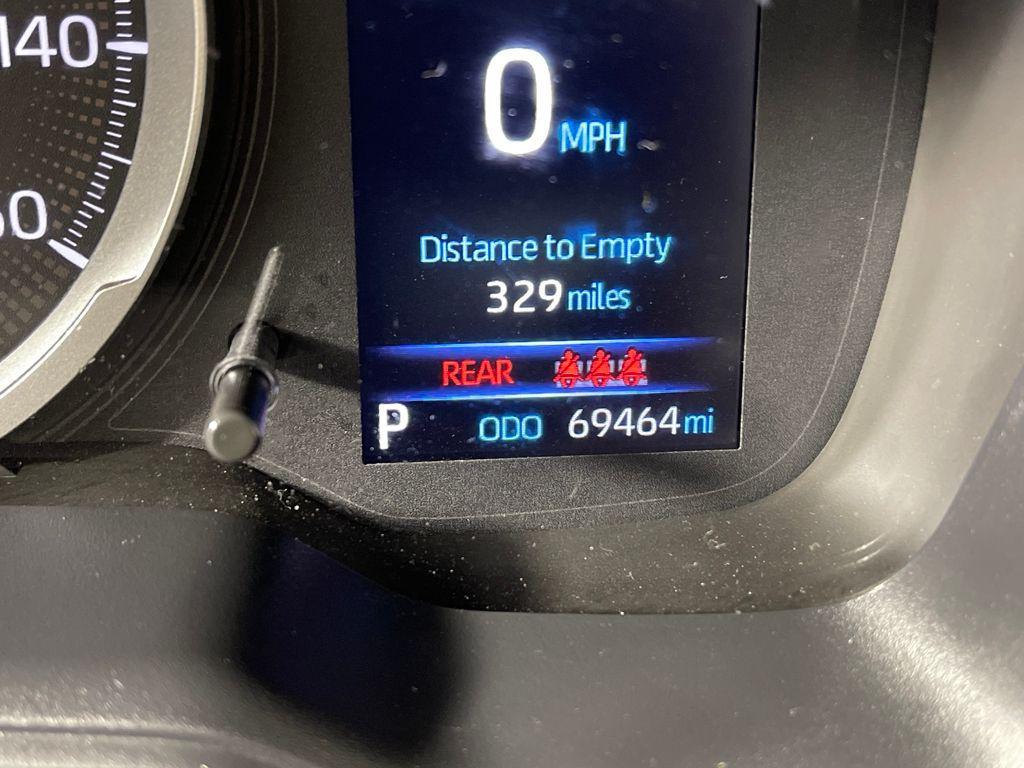 140
0 MPH
Distance to Empty
329 miles
REAR
P ODO 69464 mi